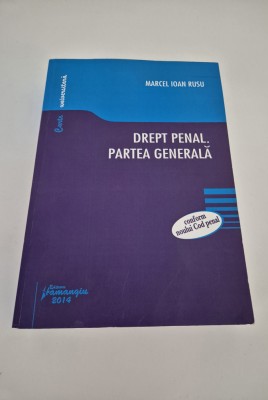 MARCEL IOAN RUSU
Curs universitar
DREPT PENAL.
PARTEA GENERALĂ
conform
noului Cod penal
Editura
Hamangiu
2014